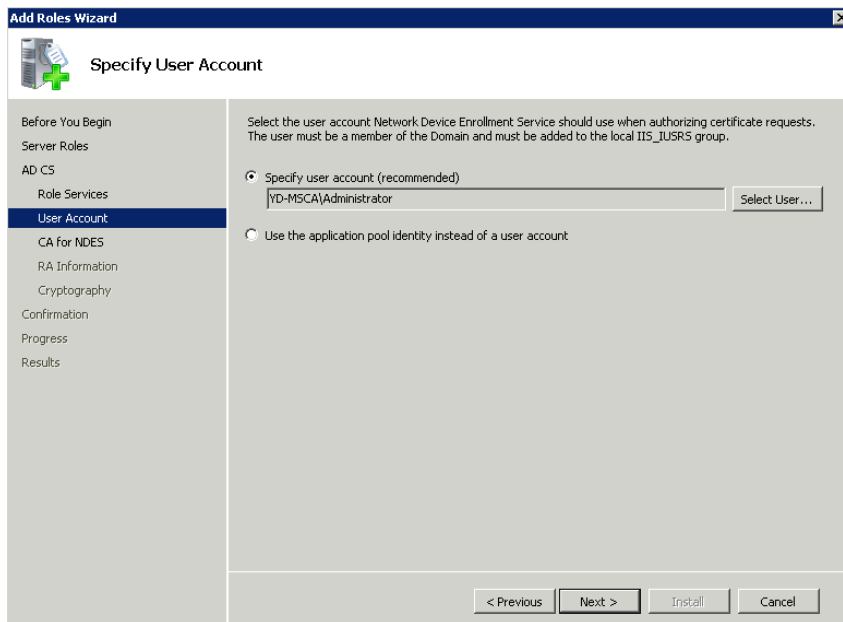 Add Roles Wizard
Specify User Account
Before You Begin
Server Roles
AD CS
Role Services
User Account
CA for NDES
RA Information
Cryptography
Confirmation
Progress
Results
Select the user account Network Device Enrollment Service should use when authorizing certificate requests.
The user must be a member of the Domain and must be added to the local IIS_IUSRS group.
Specify user account (recommended)
YD-MSCA\Administrator
Select User...
Use the application pool identity instead of a user account
< Previous
Next >
Install
Cancel